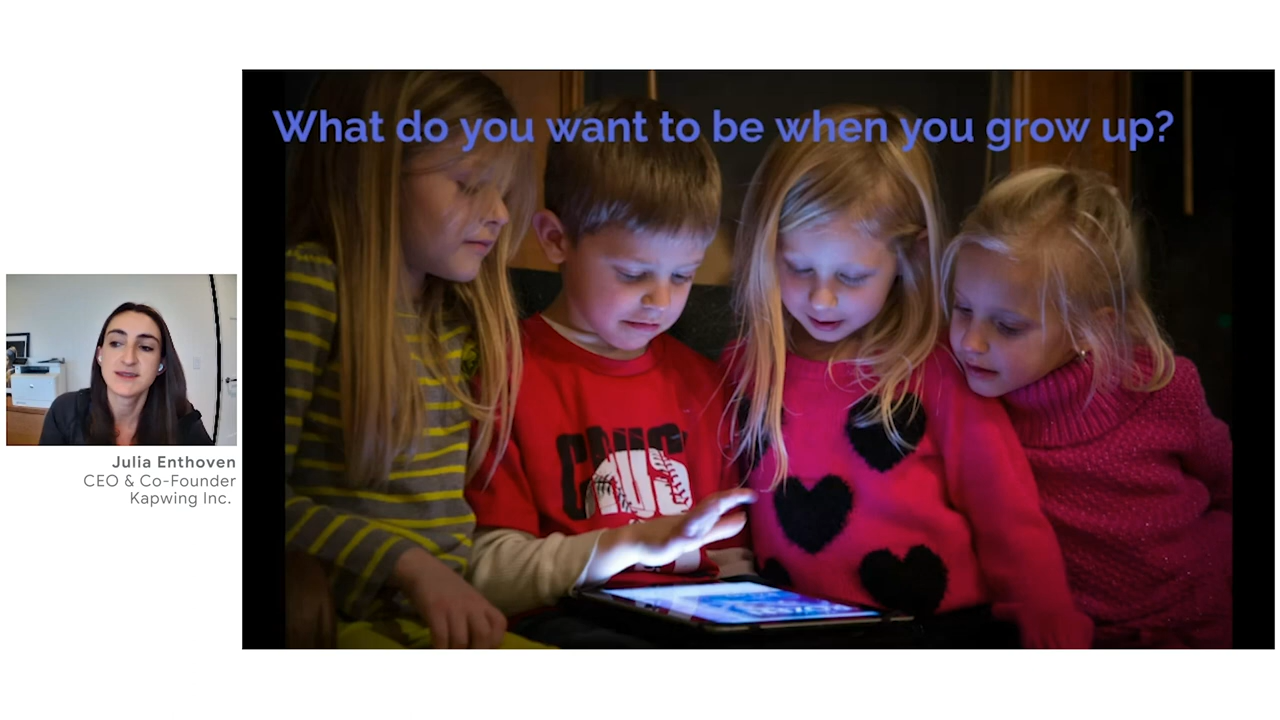 What do you want to be when you grow up?
Julia Enthoven
CEO & Co-Founder
Kapwing Inc.